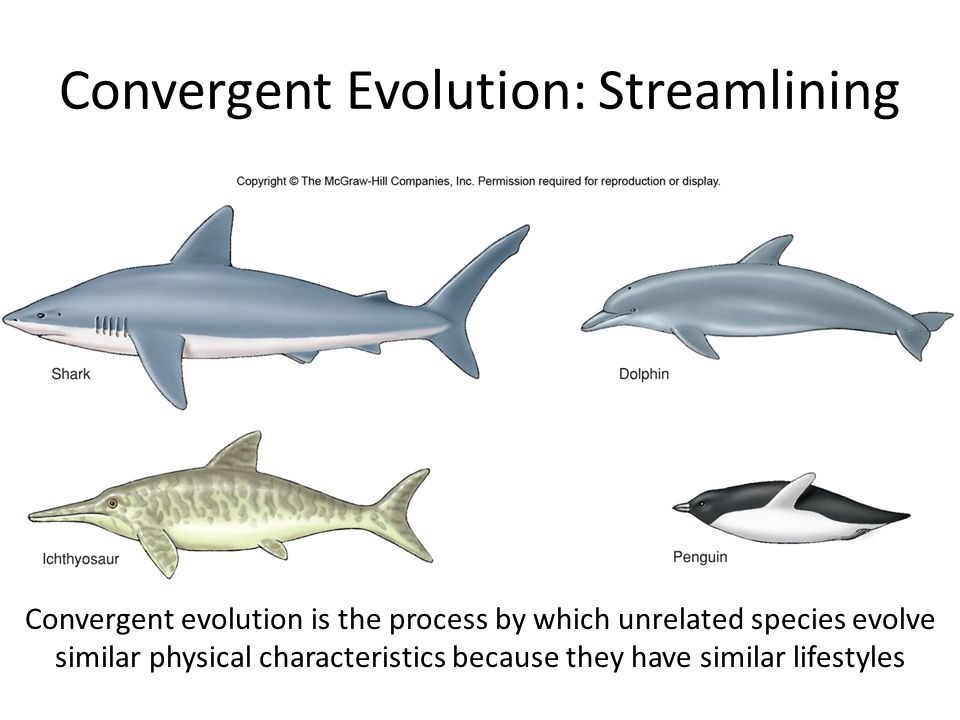 Convergent Evolution: Streamlining
Copyright © The McGraw-Hill Companies, Inc. Permission required for reproduction or display.
Shark
Dolphin
Ichthyosaur
Penguin
Convergent evolution is the process by which unrelated species evolve
similar physical characteristics because they have similar lifestyles